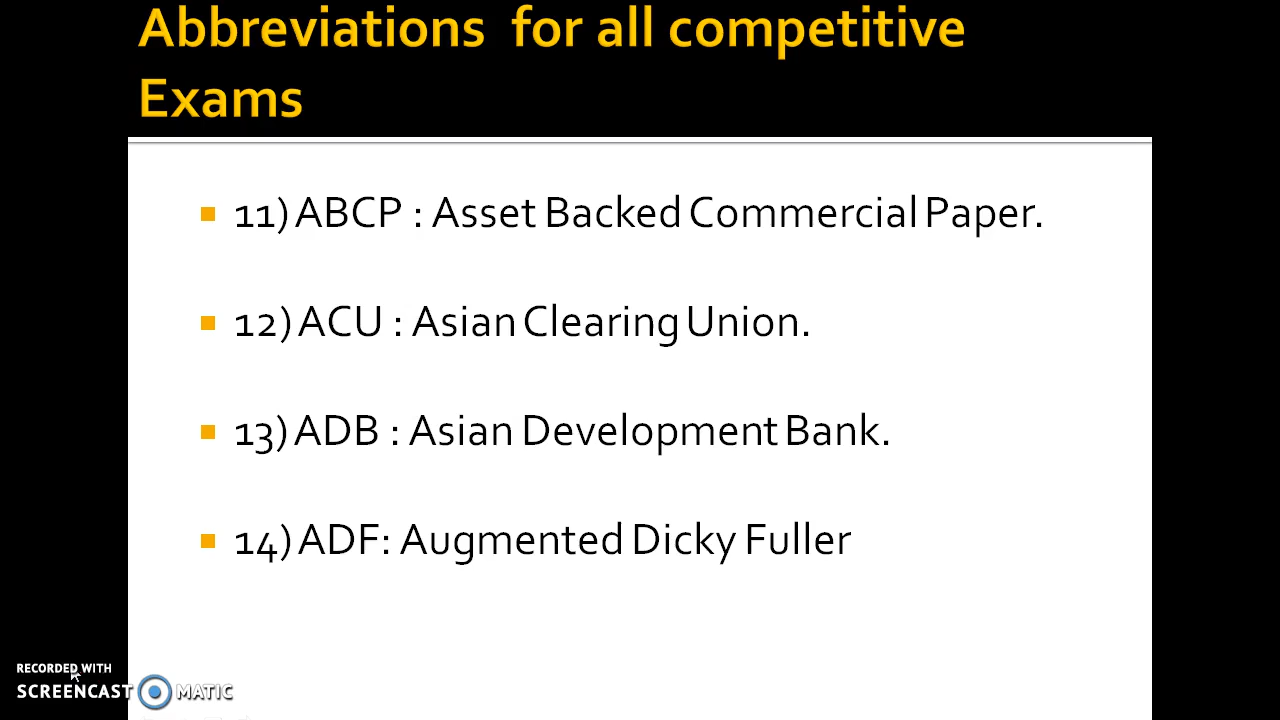 Abbreviations for all competitive
Exams
11) ABCP : Asset Backed Commercial Paper.
12) ACU : Asian Clearing Union.
13) ADB : Asian Development Bank.
14) ADF: Augmented Dicky Fuller
RECORDED WITH
SCREENCAST MATIC